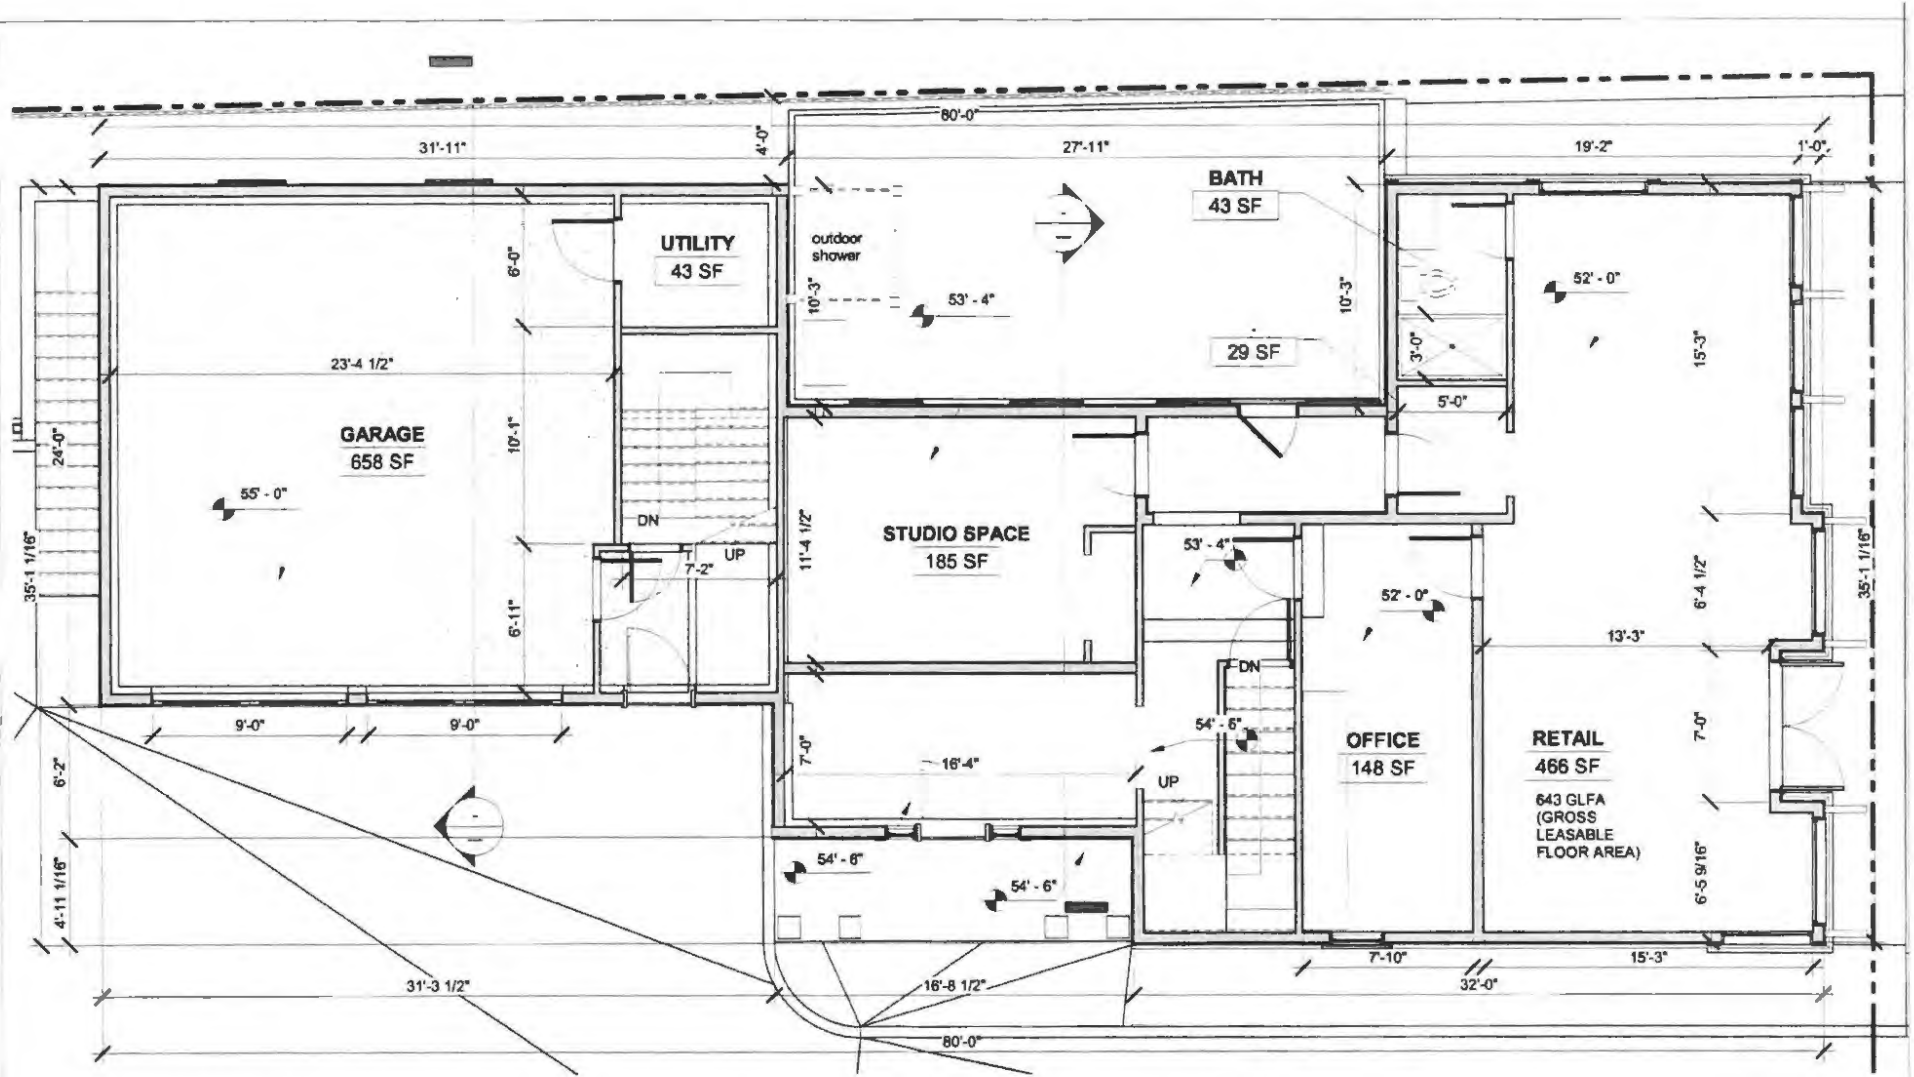 80'-0"
31'-11"
4'-0"
27'-11"
19'-2"
1'-0"
BATH
43 SF
UTILITY
43 SF
outdoor
shower
6'-0"
10'-3"
53' - 4"
10'-3"
52' - 0"
29 SF
3'-0"
15'-3"
23'-4 1/2"
5'-0"
GARAGE
658 SF
24'-0"
10'-1"
55' - 0"
DN
UP
7'-2"
11'-4 1/2"
STUDIO SPACE
185 SF
53' - 4"
35'-1 1/16"
35'-1 1/16"
6'-11"
52' - 0"
6'-4 1/2"
13'-3"
DN
9'-0"
9'-0"
7'-0"
16'-4"
54' - 6"
UP
OFFICE
148 SF
RETAIL
466 SF
643 GLFA
(GROSS
LEASABLE
FLOOR AREA)
7'-0"
6'-2"
54' - 6"
54' - 6"
4'-11 1/16"
6'-5 9/16"
7'-10"
15'-3"
31'-3 1/2"
16'-8 1/2"
32'-0"
80'-0"